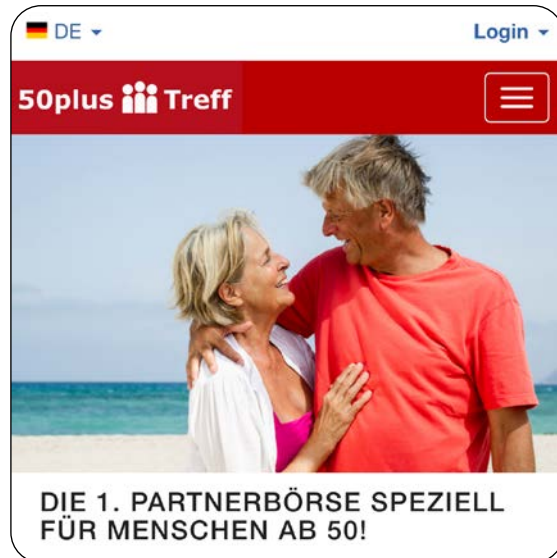 DE
Login
50plus Treff
DIE 1. PARTNERBÖRSE SPEZIELL
FÜR MENSCHEN AB 50!